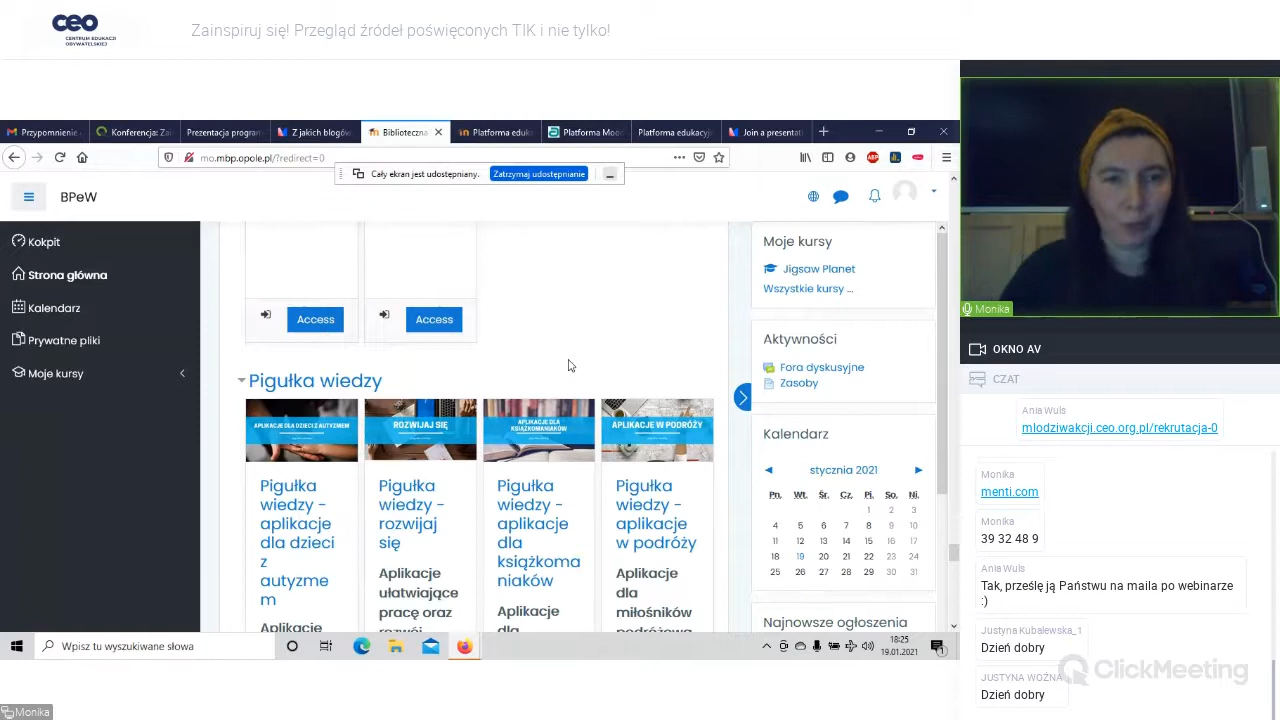 ceo
CENTRUM EDUKACJI
OBYWATELSKIEJ
Zainspiruj się! Przegląd źródeł poświęconych TIK i nie tylko!
Przypomnienie
Konferencja: Za
Prezentacja program
Z jakich blogów
Biblioteczna
Platforma eduk
Platforma Mood
Platforma edukacyj
Join a presentat
mo.mbp.opole.pl/?redirect=0
ABP
Cały ekran jest udostępniany.
Zatrzymaj udostępnianie
BPeW
Kokpit
Strona główna
Kalendarz
Prywatne pliki
Moje kursy
Access
Access
Pigułka wiedzy
APLIKACJE DLA DZIECI Z AUTYZMEM
ROZWIJAJ SIĘ
APLIKACJE DLA
KSIĄŻKOMANIAKÓW
APLIKACJE W PODRÓŻY
Pigułka
wiedzy -
aplikacje
dla dzieci
z
autyzme
m
Aplikacje
Pigułka
wiedzy -
rozwijaj
się
Aplikacje
ułatwiające
pracę oraz
rozwój
Pigułka
wiedzy -
aplikacje
dla
książkoma
niaków
Aplikacje
dla
Pigułka
wiedzy -
aplikacje
w podróży
Aplikacje
dla
miłośników
Moje kursy
Jigsaw Planet
Wszystkie kursy ...
Aktywności
Fora dyskusyjne
Zasoby
Kalendarz
◄ stycznia 2021 ►
Pn. Wt. Śr. Cz. Pi. So. Ni.
1 2 3
4 5 6 7 8 9 10
11 12 13 14 15 16 17
18 19 20 21 22 23 24
25 26 27 28 29 30 31
Najnowsze ogłoszenia
Wpisz tu wyszukiwane słowa
18:25
19.01.2021
1
Monika
Monika
OKNO AV
CZAT
Ania Wuls
mlodziwakcji.ceo.org.pl/rekrutacja-0
Monika
menti.com
Monika
39 32 48 9
Ania Wuls
Tak, prześlę ją Państwu na maila po webinarze
:)
Justyna Kubalewska_1
Dzień dobry
JUSTYNA WOŹNA
Dzień dobry
ClickMeeting